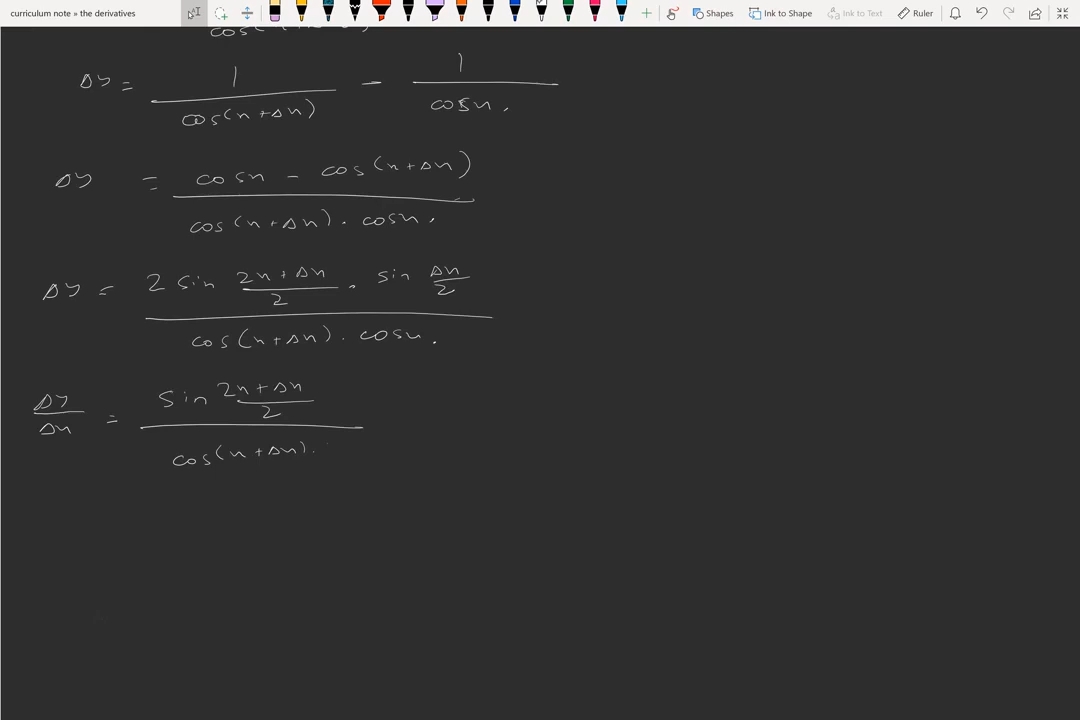 curriculum note » the derivatives Shapes Ink to Shape Ink to Text Ruler
Δy = 1/cos(x+Δx) - 1/cosx.
Δy = (cosx - cos(x+Δx))/(cos(x+Δx) . cosx.)
Δy = (2 sin (2x+Δx)/2 . sin Δx/2)/(cos(x+Δx) . cosx.)
Δy/Δx = (sin (2x+Δx)/2)/(cos(x+Δx) .